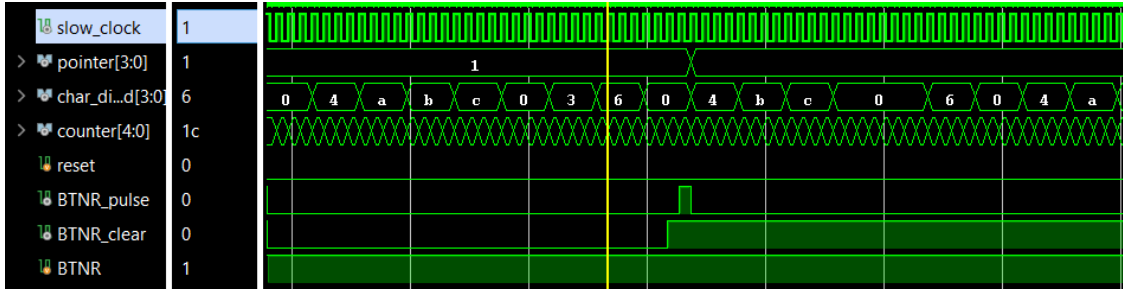 slow_clock 1
pointer[3:0] 1 1
char_di...d[3:0] 6 0 4 a b c 0 3 6 0 4 b c 0 6 0 4 a
counter[4:0] 1c
reset 0
BTNR_pulse 0
BTNR_clear 0
BTNR 1